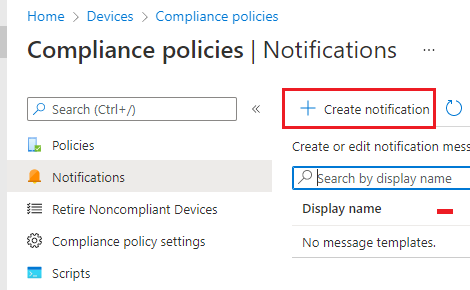 Home > Devices > Compliance policies
Compliance policies | Notifications ...
Search (Ctrl+/) «
+ Create notification
Policies
Notifications
Retire Noncompliant Devices
Compliance policy settings
Scripts
Create or edit notification mes
Search by display name
Display name
No message templates.